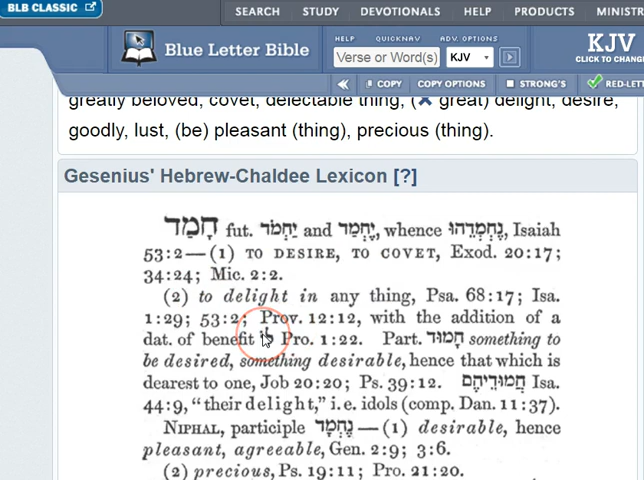 BLB CLASSIC
SEARCH STUDY DEVOTIONALS HELP PRODUCTS MINISTR
Blue Letter Bible
HELP QUICKNAV ADV. OPTIONS
Verse or Word(s) KJV
KJV
CLICK TO CHANG
COPY COPY OPTIONS STRONG'S RED-LETT
greatly beloved, covet, delectable thing, (× great) delight, desire,
goodly, lust, (be) pleasant (thing), precious (thing).
Gesenius' Hebrew-Chaldee Lexicon [?]
חָמַד fut. יַחְמֹד and יֶחְמַד, whence נֶחְמְדֵהוּ, Isaiah
53:2—(1) TO DESIRE, TO COVET, Exod. 20:17;
34:24; Mic. 2:2.
(2) to delight in any thing, Psa. 68:17; Isa.
1:29; 53:2; Prov. 12:12, with the addition of a
dat. of benefit לוֹ Pro. 1:22. Part. חָמוּד something to
be desired, something desirable, hence that which is
dearest to one, Job 20:20; Ps. 39:12. חֲמוּדֵיהֶם Isa.
44:9, "their delight," i.e. idols (comp. Dan. 11:37).
NIPHAL, participle נֶחְמָד—(1) desirable, hence
pleasant, agreeable, Gen. 2:9; 3:6.
(2) precious, Ps. 19:11; Pro. 21:20.